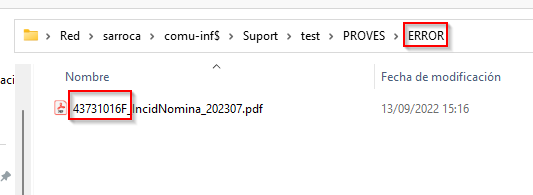 Red > sarroca > comu-inf$ > Suport > test > PROVES > ERROR
Nombre Fecha de modificación
43731016F_IncidNomina_202307.pdf 13/09/2022 15:16